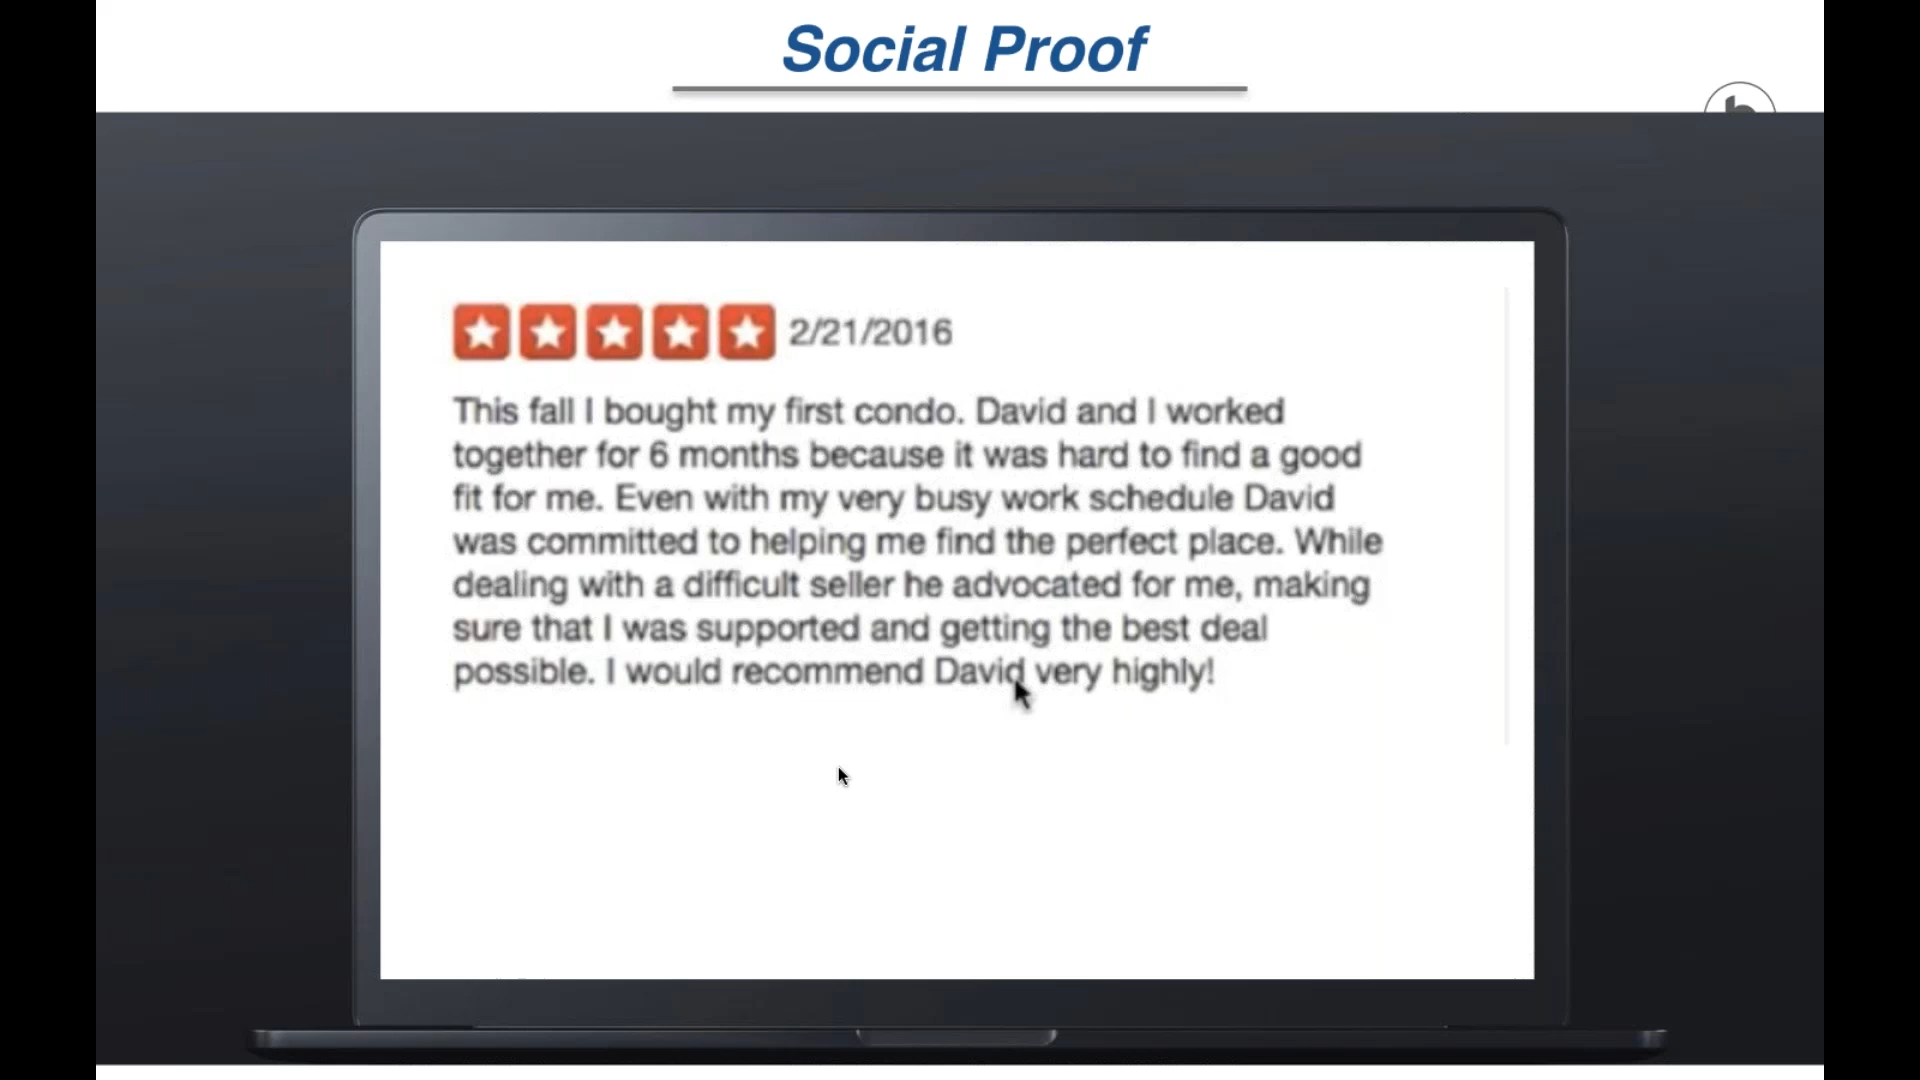 Social Proof
2/21/2016
This fall I bought my first condo. David and I worked
together for 6 months because it was hard to find a good
fit for me. Even with my very busy work schedule David
was committed to helping me find the perfect place. While
dealing with a difficult seller he advocated for me, making
sure that I was supported and getting the best deal
possible. I would recommend David very highly!